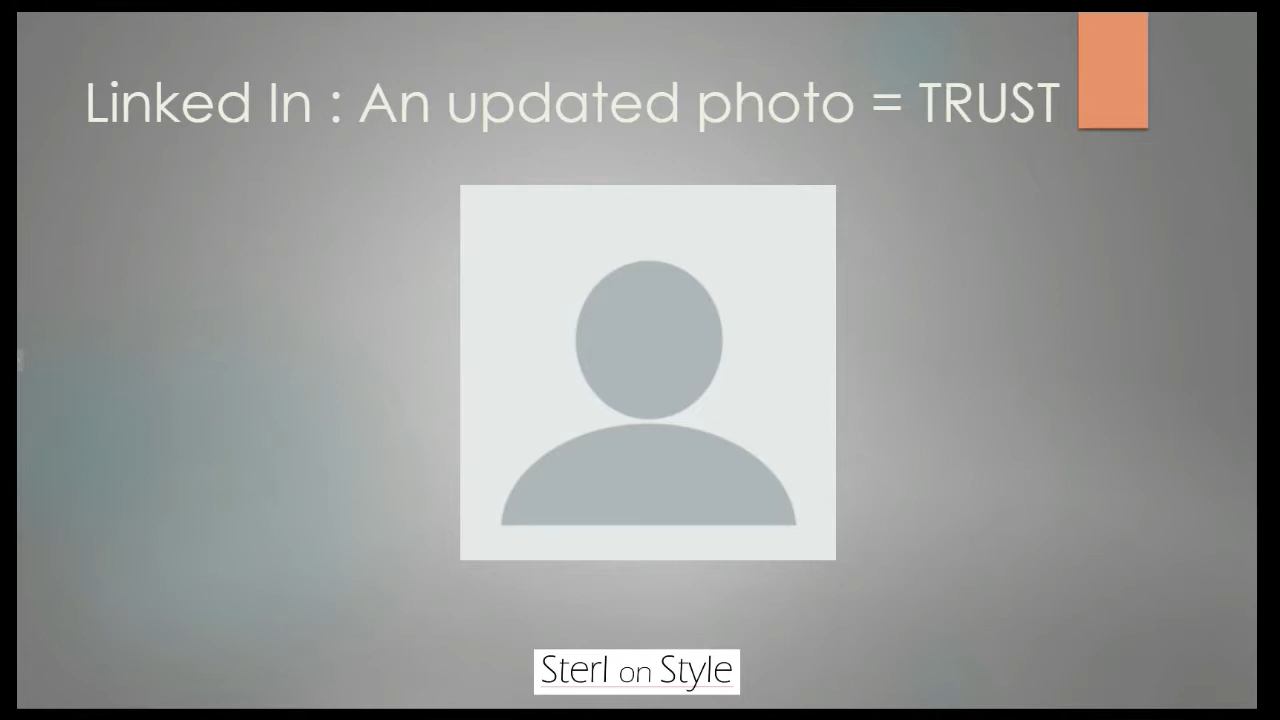 Linked In : An updated photo = TRUST
Sterl on Style